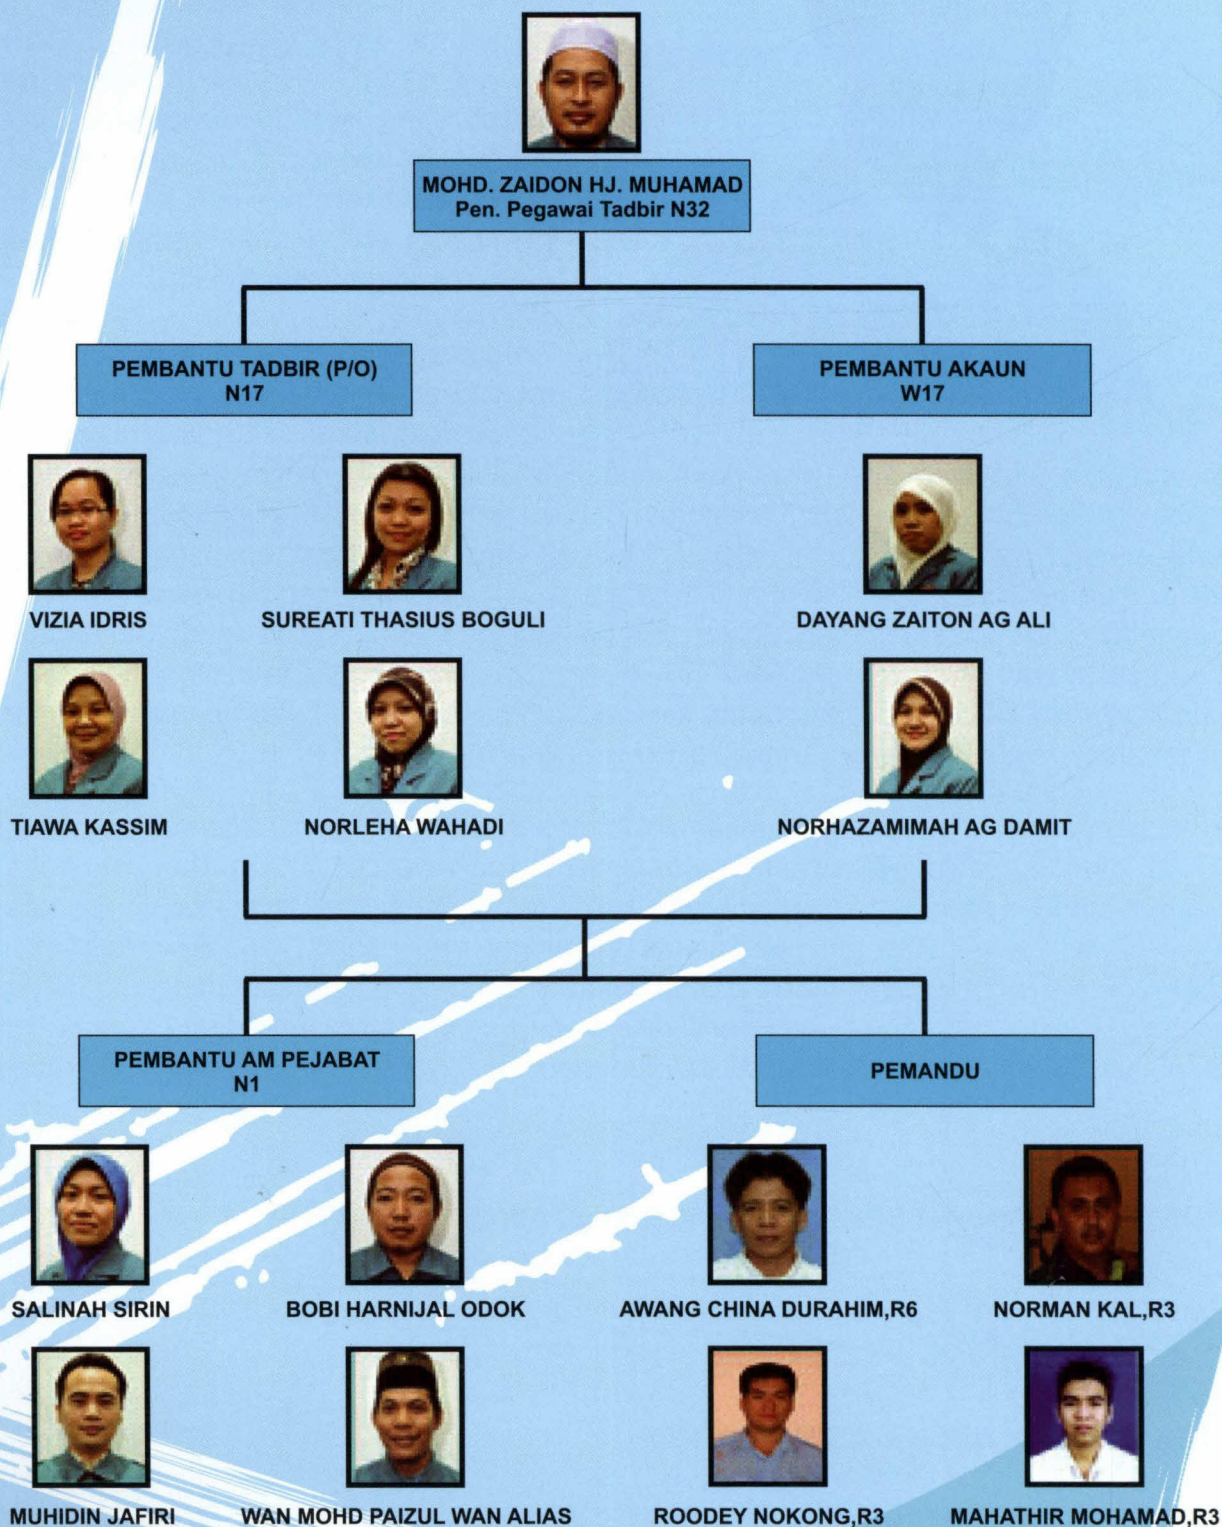 MOHD. ZAIDON HJ. MUHAMAD
Pen. Pegawai Tadbir N32
PEMBANTU TADBIR (P/O)
N17
PEMBANTU AKAUN
W17
VIZIA IDRIS
SUREATI THASIUS BOGULI
DAYANG ZAITON AG ALI
TIAWA KASSIM
NORLEHA WAHADI
NORHAZAMIMAH AG DAMIT
PEMBANTU AM PEJABAT
N1
PEMANDU
SALINAH SIRIN
BOBI HARNIJAL ODOK
AWANG CHINA DURAHIM,R6
NORMAN KAL,R3
MUHIDIN JAFIRI
WAN MOHD PAIZUL WAN ALIAS
ROODEY NOKONG,R3
MAHATHIR MOHAMAD,R3